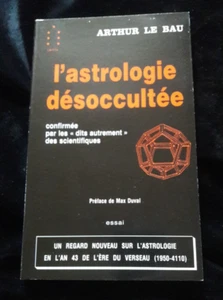 ARTHUR LE BAU
l'astrologie
désoccultée
confirmée
par les « dits autrement »
des scientifiques
Préface de Max Duval
essai
UN REGARD NOUVEAU SUR L'ASTROLOGIE
EN L'AN 43 DE L'ÈRE DU VERSEAU (1950-4110)